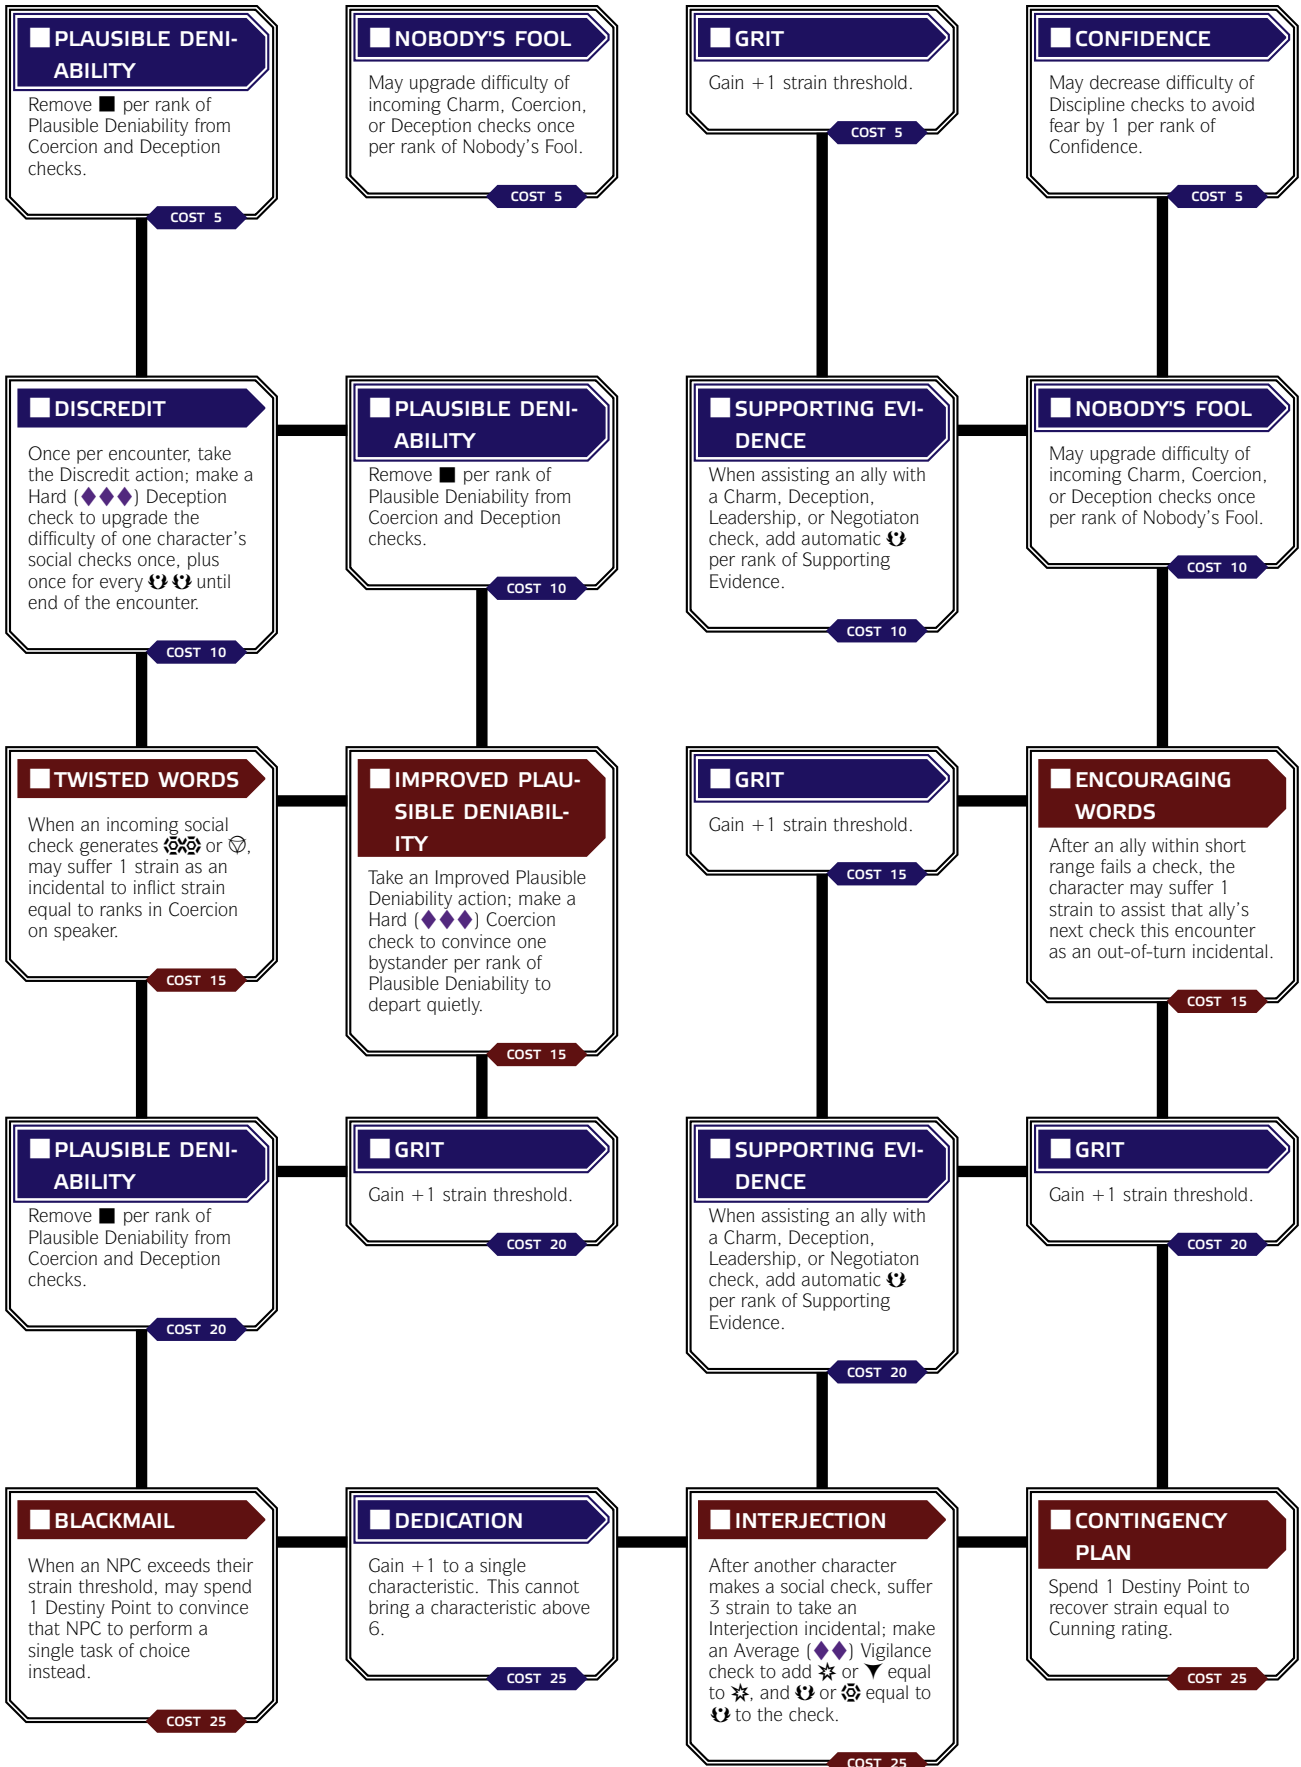 PLAUSIBLE DENI-
ABILITY
Remove ■ per rank of
Plausible Deniability from
Coercion and Deception
checks.
COST 5
NOBODY'S FOOL
May upgrade difficulty of
incoming Charm, Coercion,
or Deception checks once
per rank of Nobody's Fool.
COST 5
GRIT
Gain +1 strain threshold.
COST 5
CONFIDENCE
May decrease difficulty of
Discipline checks to avoid
fear by 1 per rank of
Confidence.
COST 5
DISCREDIT
Once per encounter, take
the Discredit action; make a
Hard (♦♦♦) Deception
check to upgrade the
difficulty of one character's
social checks once, plus
once for every until
end of the encounter.
COST 10
PLAUSIBLE DENI-
ABILITY
Remove ■ per rank of
Plausible Deniability from
Coercion and Deception
checks.
COST 10
SUPPORTING EVI-
DENCE
When assisting an ally with
a Charm, Deception,
Leadership, or Negotiaton
check, add automatic
per rank of Supporting
Evidence.
COST 10
NOBODY'S FOOL
May upgrade difficulty of
incoming Charm, Coercion,
or Deception checks once
per rank of Nobody's Fool.
COST 10
TWISTED WORDS
When an incoming social
check generates or ,
may suffer 1 strain as an
incidental to inflict strain
equal to ranks in Coercion
on speaker.
COST 15
IMPROVED PLAU-
SIBLE DENIABIL-
ITY
Take an Improved Plausible
Deniability action; make a
Hard (♦♦♦) Coercion
check to convince one
bystander per rank of
Plausible Deniability to
depart quietly.
COST 15
GRIT
Gain +1 strain threshold.
COST 15
ENCOURAGING
WORDS
After an ally within short
range fails a check, the
character may suffer 1
strain to assist that ally's
next check this encounter
as an out-of-turn incidental.
COST 15
PLAUSIBLE DENI-
ABILITY
Remove ■ per rank of
Plausible Deniability from
Coercion and Deception
checks.
COST 20
GRIT
Gain +1 strain threshold.
COST 20
SUPPORTING EVI-
DENCE
When assisting an ally with
a Charm, Deception,
Leadership, or Negotiaton
check, add automatic
per rank of Supporting
Evidence.
COST 20
GRIT
Gain +1 strain threshold.
COST 20
BLACKMAIL
When an NPC exceeds their
strain threshold, may spend
1 Destiny Point to convince
that NPC to perform a
single task of choice
instead.
COST 25
DEDICATION
Gain +1 to a single
characteristic. This cannot
bring a characteristic above
6.
COST 25
INTERJECTION
After another character
makes a social check, suffer
3 strain to take an
Interjection incidental; make
an Average (♦♦) Vigilance
check to add or equal
to , and or equal to
to the check.
COST 25
CONTINGENCY
PLAN
Spend 1 Destiny Point to
recover strain equal to
Cunning rating.
COST 25